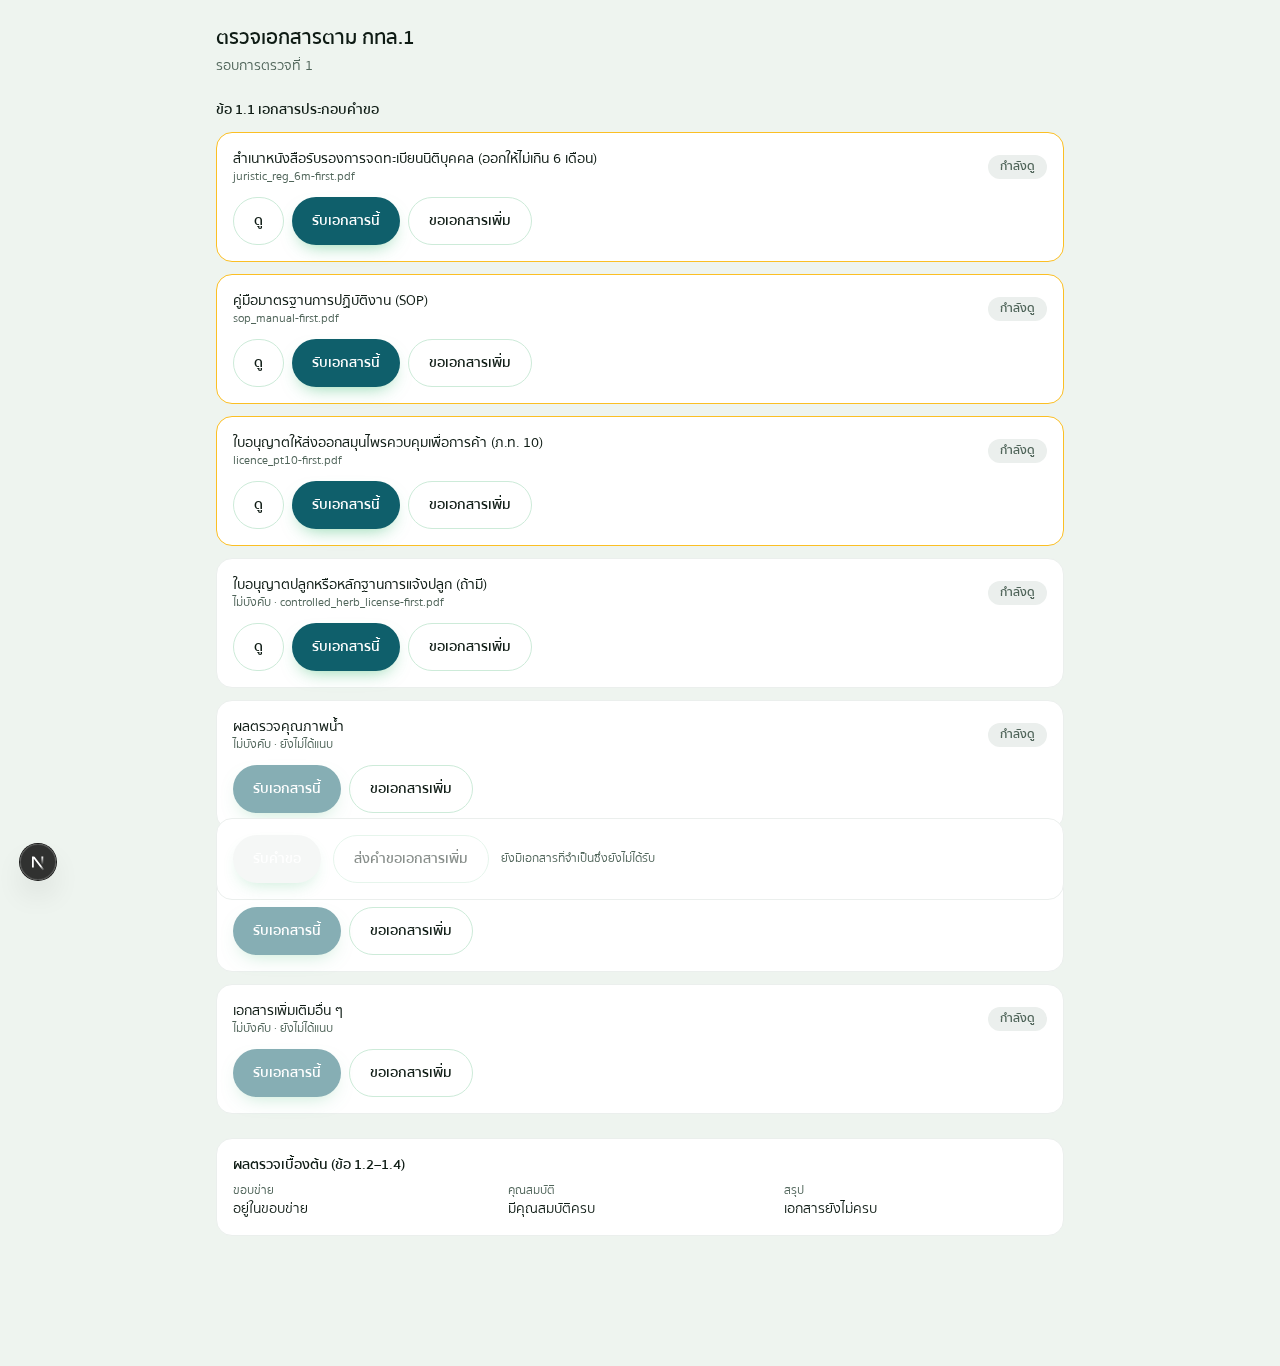 ตรวจเอกสารตาม กทล.1
รอบการตรวจที่ 1
ข้อ 1.1 เอกสารประกอบคำขอ
สำเนาหนังสือรับรองการจดทะเบียนนิติบุคคล (ออกให้ไม่เกิน 6 เดือน)
กำลังดู
juristic_reg_6m-first.pdf
ดู
รับเอกสารนี้
ขอเอกสารเพิ่ม
คู่มือมาตรฐานการปฏิบัติงาน (SOP)
กำลังดู
sop_manual-first.pdf
ดู
รับเอกสารนี้
ขอเอกสารเพิ่ม
ใบอนุญาตให้ส่งออกสมุนไพรควบคุมเพื่อการค้า (ภ.ท. 10)
กำลังดู
licence_pt10-first.pdf
ดู
รับเอกสารนี้
ขอเอกสารเพิ่ม
ใบอนุญาตปลูกหรือหลักฐานการแจ้งปลูก (ถ้ามี)
กำลังดู
ไม่บังคับ · controlled_herb_license-first.pdf
ดู
รับเอกสารนี้
ขอเอกสารเพิ่ม
ผลตรวจคุณภาพน้ำ
กำลังดู
ไม่บังคับ · ยังไม่ได้แนบ
รับเอกสารนี้
ขอเอกสารเพิ่ม
รับคำขอ
ส่งคำขอเอกสารเพิ่ม
ยังมีเอกสารที่จำเป็นซึ่งยังไม่ได้รับ
N
รับเอกสารนี้
ขอเอกสารเพิ่ม
เอกสารเพิ่มเติมอื่น ๆ
กำลังดู
ไม่บังคับ · ยังไม่ได้แนบ
รับเอกสารนี้
ขอเอกสารเพิ่ม
ผลตรวจเบื้องต้น (ข้อ 1.2–1.4)
ขอบข่าย
อยู่ในขอบข่าย
คุณสมบัติ
มีคุณสมบัติครบ
สรุป
เอกสารยังไม่ครบ